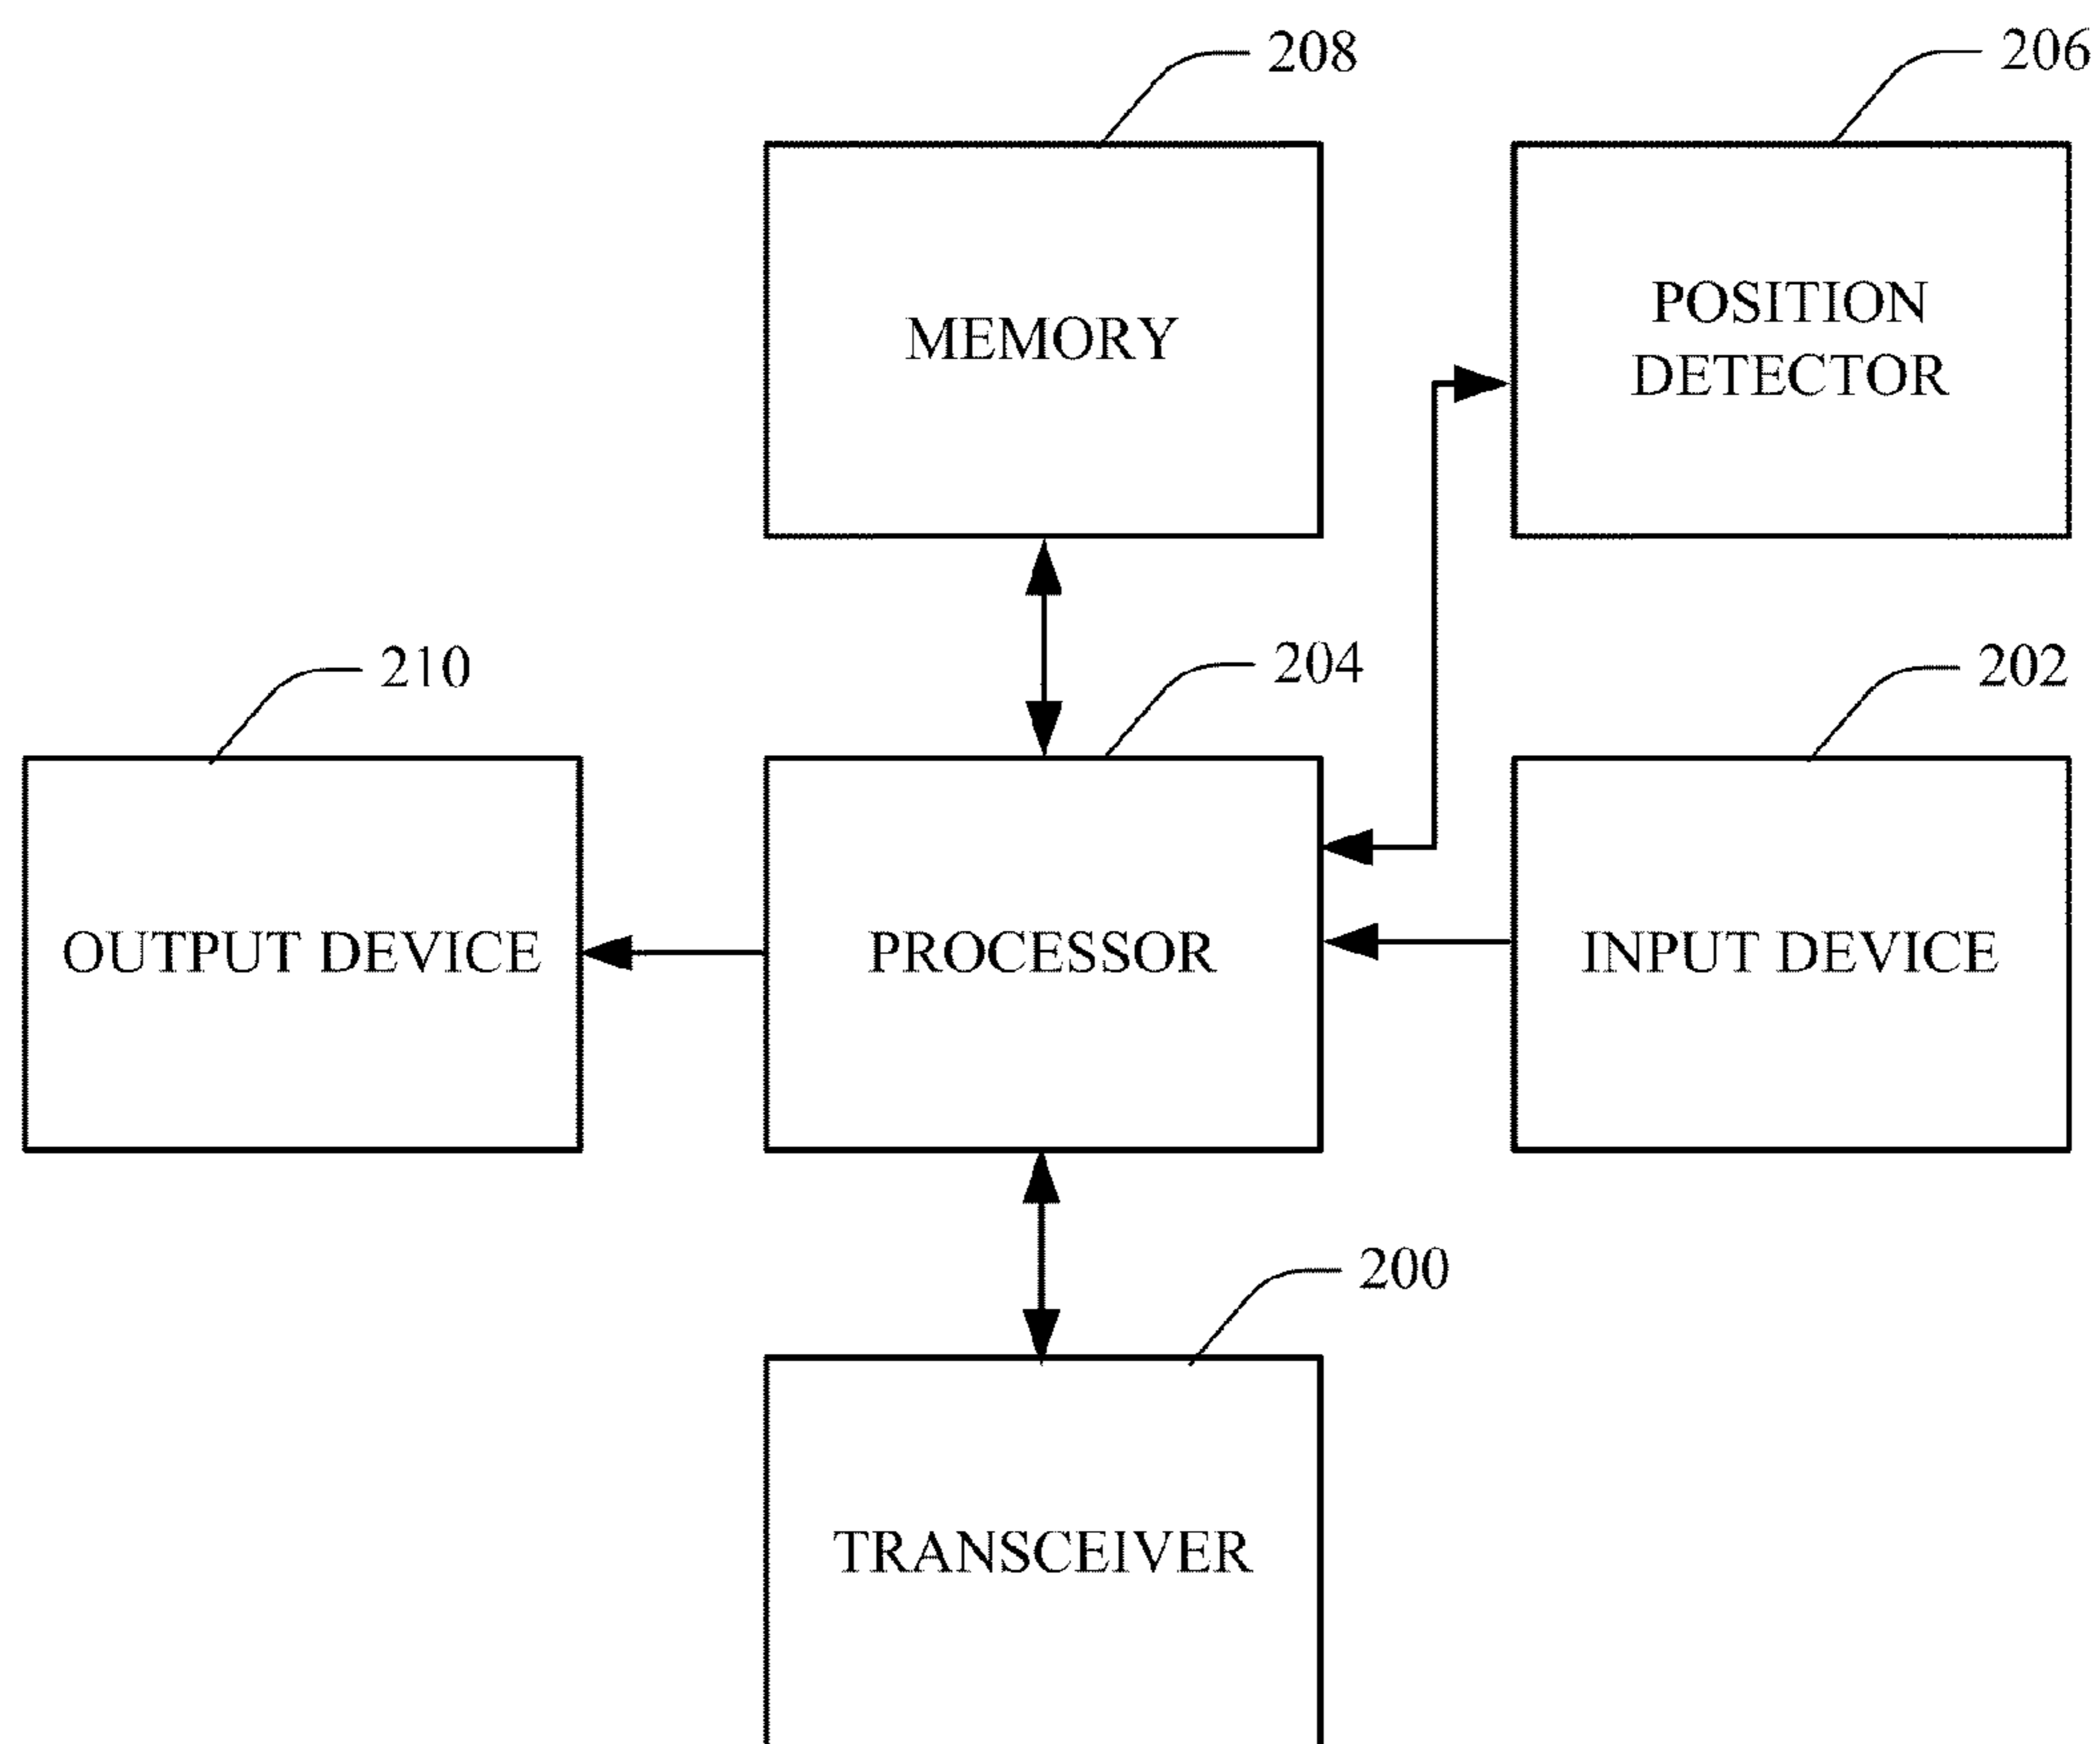 208
206
MEMORY
POSITION
DETECTOR
210
204
202
OUTPUT DEVICE
PROCESSOR
INPUT DEVICE
200
TRANSCEIVER